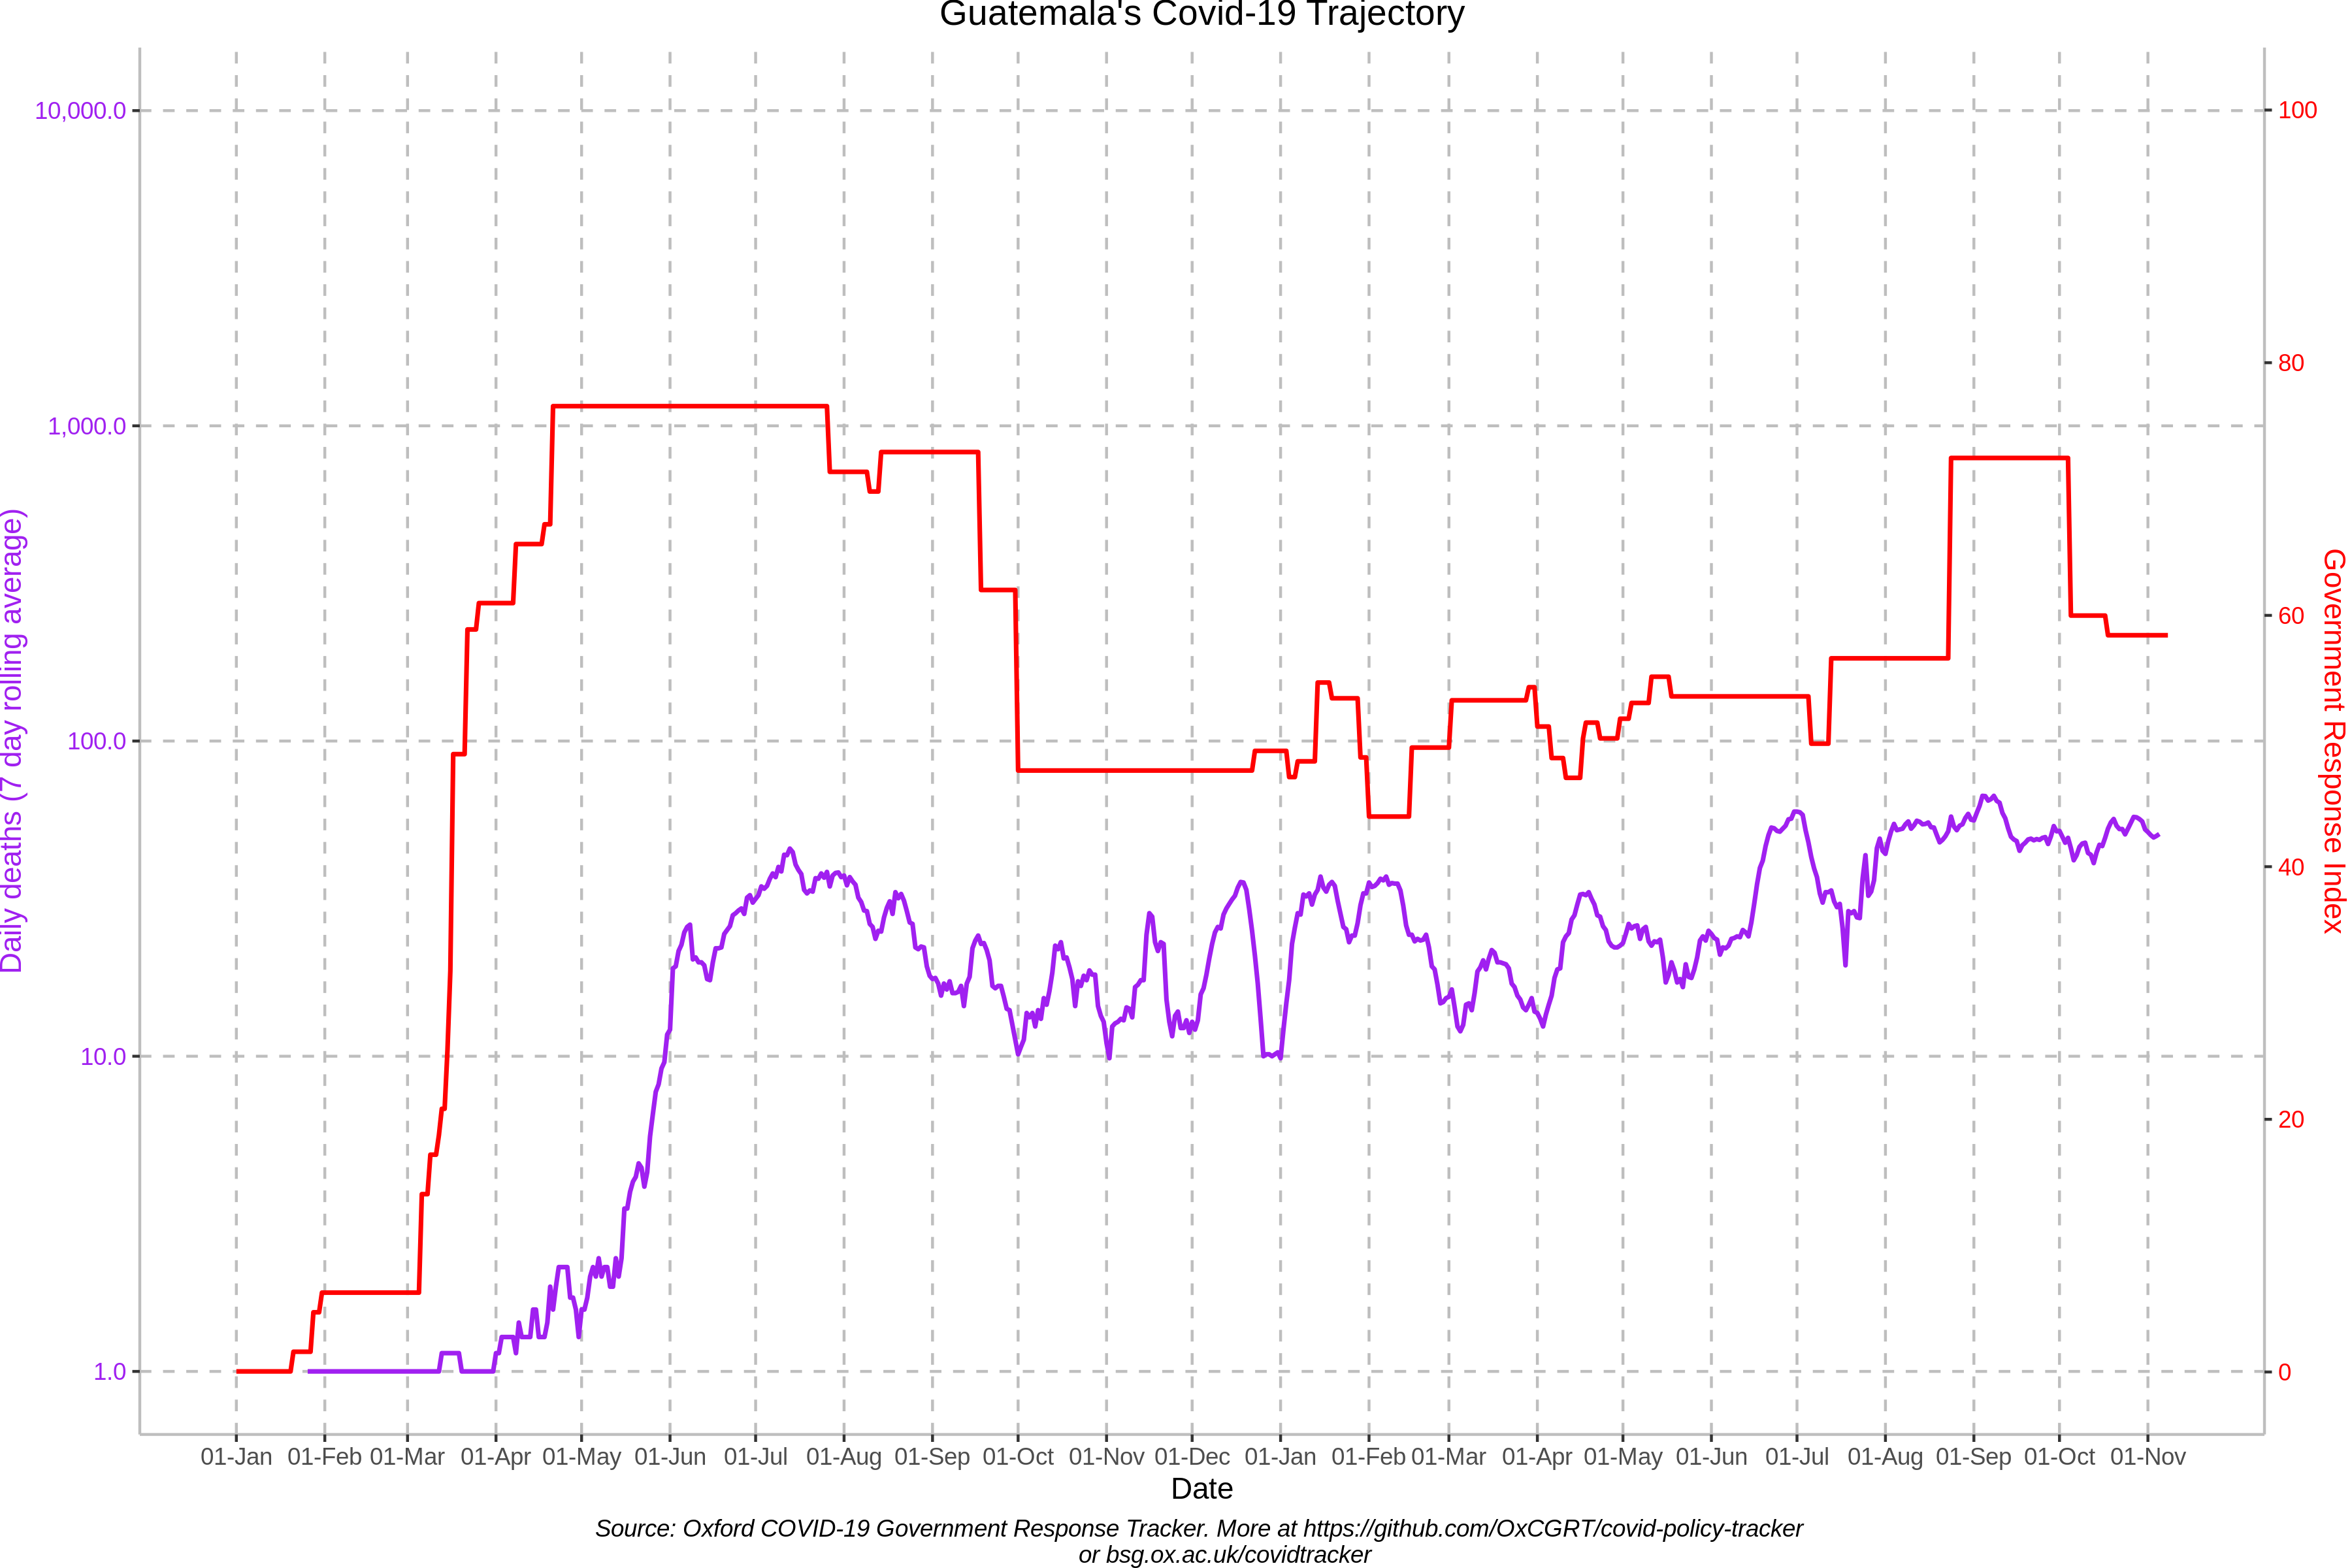 Guatemala's Covid-19 Trajectory
10,000.0
1,000.0
100.0
10.0
1.0
Daily deaths (7 day rolling average)
100
80
60
40
20
0
Government Response Index
01-Jan 01-Feb 01-Mar 01-Apr 01-May 01-Jun 01-Jul 01-Aug 01-Sep 01-Oct 01-Nov 01-Dec 01-Jan 01-Feb 01-Mar 01-Apr 01-May 01-Jun 01-Jul 01-Aug 01-Sep 01-Oct 01-Nov
Date
Source: Oxford COVID-19 Government Response Tracker. More at https://github.com/OxCGRT/covid-policy-tracker
or bsg.ox.ac.uk/covidtracker